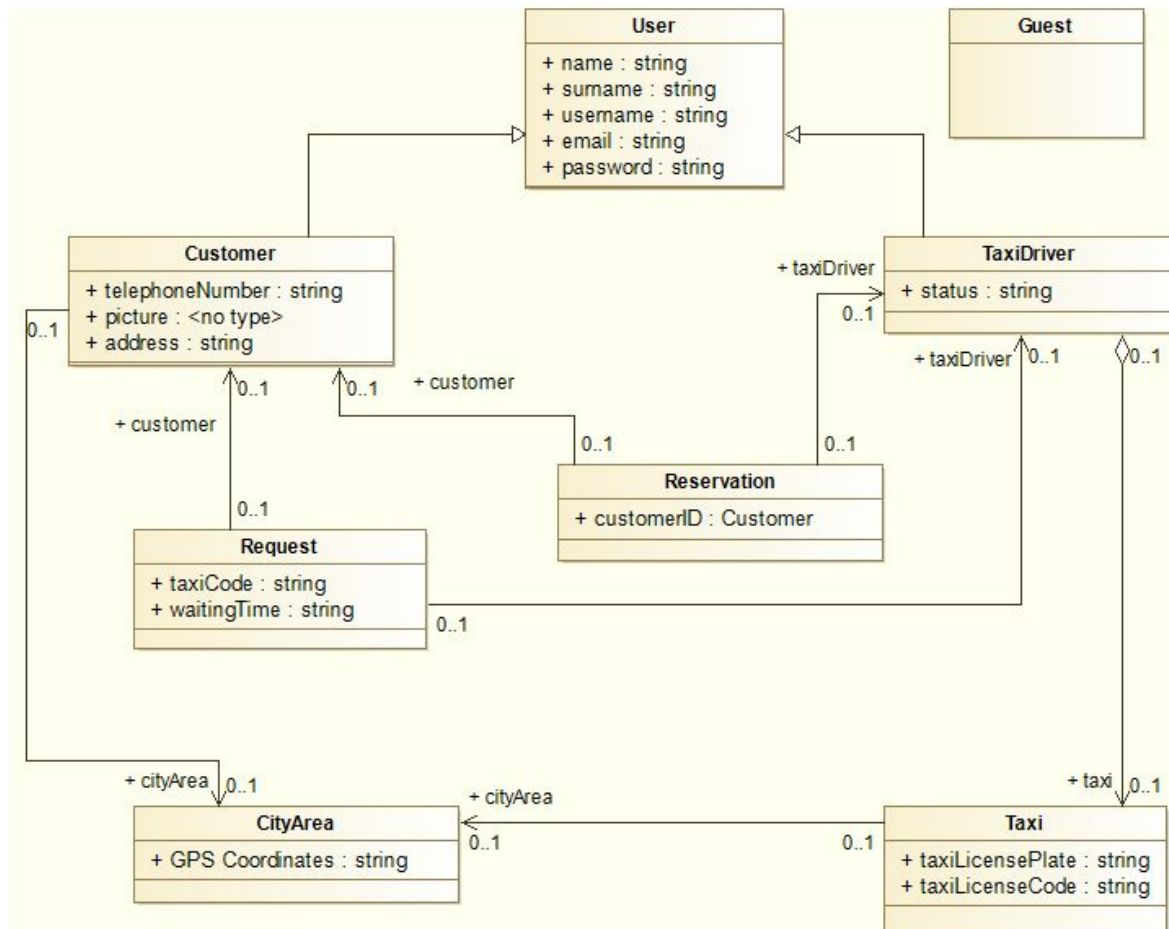 User
+ name : string
+ surname : string
+ username : string
+ email : string
+ password : string
Guest
Customer
+ telephoneNumber : string
+ picture : <no type>
+ address : string
0..1
TaxiDriver
+ status : string
+ taxiDriver
0..1
+ taxiDriver
0..1
0..1
0..1
+ customer
0..1
+ customer
0..1
0..1
0..1
0..1
Reservation
+ customerID : Customer
Request
+ taxiCode : string
+ waitingTime : string
0..1
+ cityArea
0..1
+ cityArea
0..1
0..1
+ taxi
0..1
CityArea
+ GPS Coordinates : string
Taxi
+ taxiLicensePlate : string
+ taxiLicenseCode : string